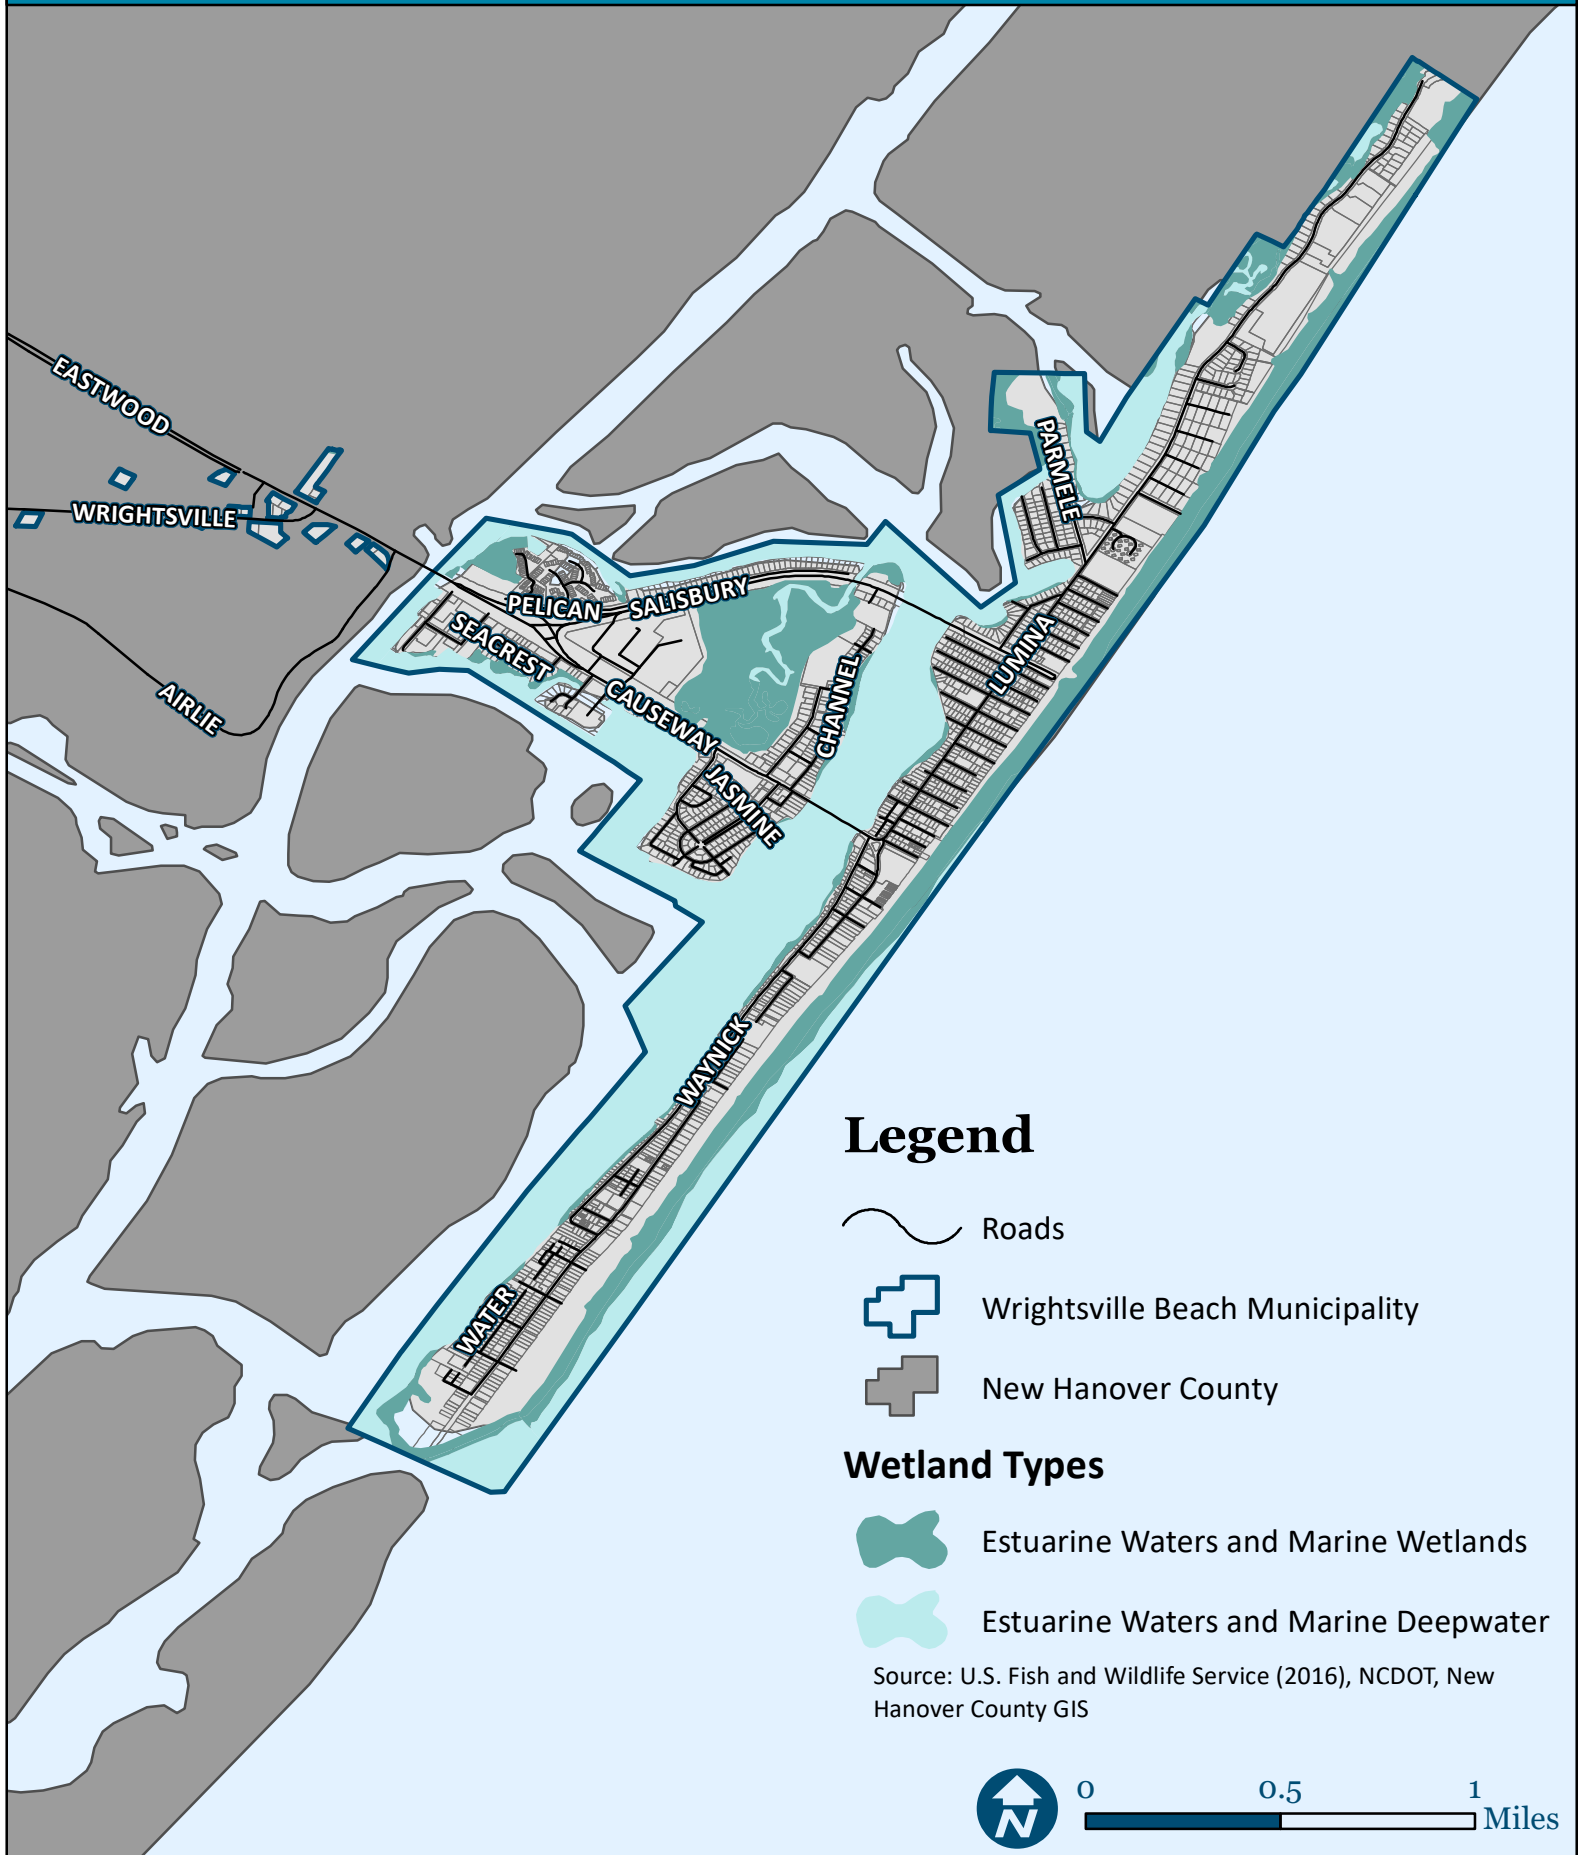 EASTWOOD
WRIGHTSVILLE
AIRLIE
PARMELE
PELICAN
SALISBURY
SEACREST
CAUSEWAY
CHANNEL
LUMINA
JASMINE
WAYNICK
WATER
Legend
Roads
Wrightsville Beach Municipality
New Hanover County
Wetland Types
Estuarine Waters and Marine Wetlands
Estuarine Waters and Marine Deepwater
Source: U.S. Fish and Wildlife Service (2016), NCDOT, New
Hanover County GIS
N
0 0.5 1
Miles